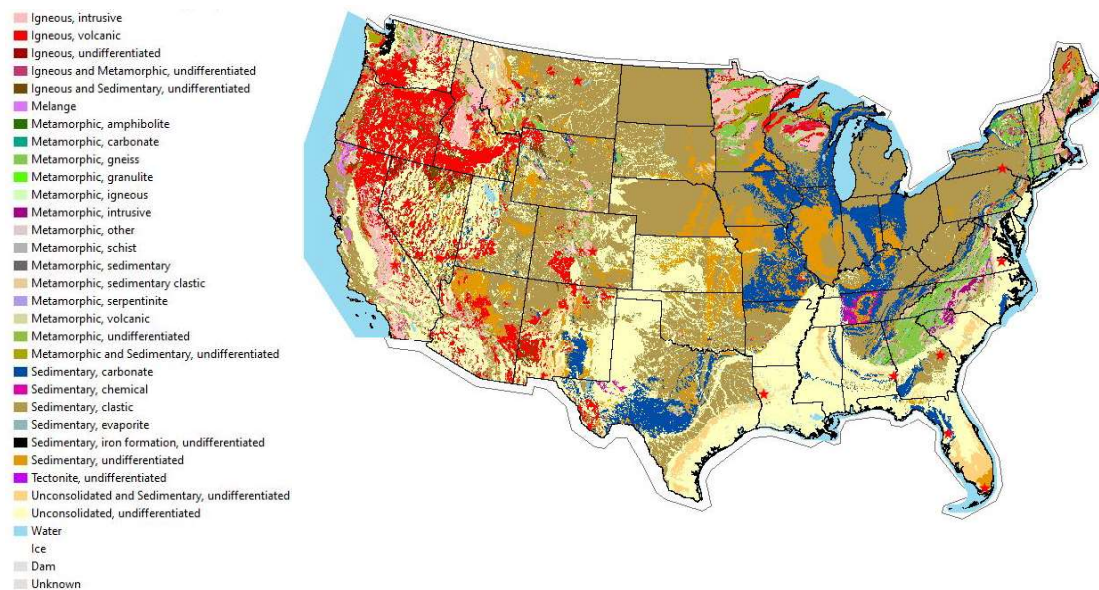 Igneous, intrusive
Igneous, volcanic
Igneous, undifferentiated
Igneous and Metamorphic, undifferentiated
Igneous and Sedimentary, undifferentiated
Melange
Metamorphic, amphibolite
Metamorphic, carbonate
Metamorphic, gneiss
Metamorphic, granulite
Metamorphic, igneous
Metamorphic, intrusive
Metamorphic, other
Metamorphic, schist
Metamorphic, sedimentary
Metamorphic, sedimentary clastic
Metamorphic, serpentinite
Metamorphic, volcanic
Metamorphic, undifferentiated
Metamorphic and Sedimentary, undifferentiated
Sedimentary, carbonate
Sedimentary, chemical
Sedimentary, clastic
Sedimentary, evaporite
Sedimentary, iron formation, undifferentiated
Sedimentary, undifferentiated
Tectonite, undifferentiated
Unconsolidated and Sedimentary, undifferentiated
Unconsolidated, undifferentiated
Water
Ice
Dam
Unknown